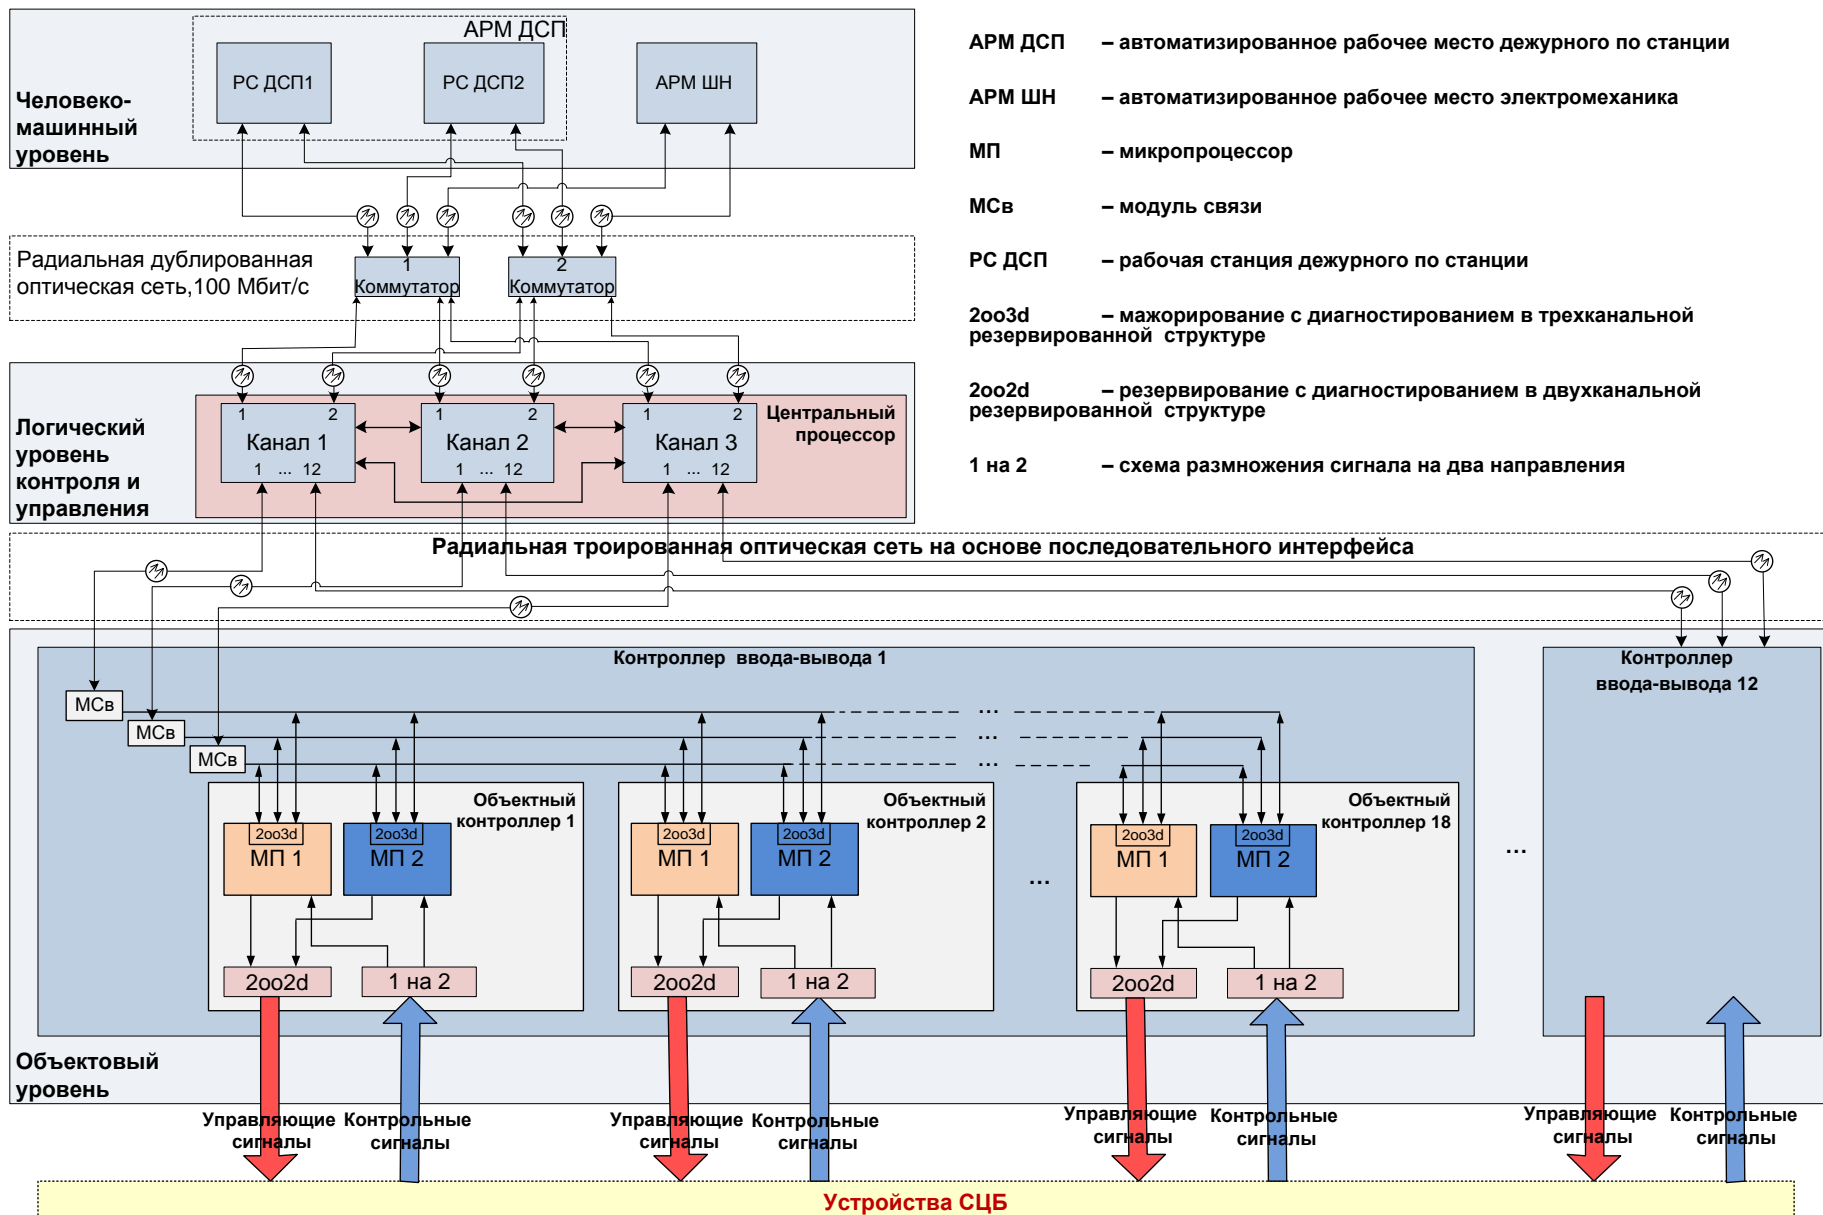 АРМ ДСП
РС ДСП1
РС ДСП2
АРМ ШН
Человеко-
машинный
уровень
АРМ ДСП – автоматизированное рабочее место дежурного по станции
АРМ ШН – автоматизированное рабочее место электромеханика
МП – микропроцессор
МСв – модуль связи
РС ДСП – рабочая станция дежурного по станции
2oo3d – мажорирование с диагностированием в трехканальной
резервированной структуре
2oo2d – резервирование с диагностированием в двухканальной
резервированной структуре
1 на 2 – схема размножения сигнала на два направления
Радиальная дублированная
оптическая сеть,100 Мбит/с
1
Коммутатор
2
Коммутатор
Логический
уровень
контроля и
управления
Центральный
процессор
1 2
Канал 1
1 ... 12
1 2
Канал 2
1 ... 12
1 2
Канал 3
1 ... 12
Радиальная троированная оптическая сеть на основе последовательного интерфейса
Контроллер ввода-вывода 1
Контроллер
ввода-вывода 12
МСв
МСв
МСв
...
...
...
Объектный
контроллер 1
2oo3d
МП 1
2oo3d
МП 2
2oo2d
1 на 2
Объектный
контроллер 2
2oo3d
МП 1
2oo3d
МП 2
2oo2d
1 на 2
...
Объектный
контроллер 18
2oo3d
МП 1
2oo3d
МП 2
2oo2d
1 на 2
...
Объектовый
уровень
Управляющие
сигналы
Контрольные
сигналы
Управляющие
сигналы
Контрольные
сигналы
Управляющие
сигналы
Контрольные
сигналы
Управляющие
сигналы
Контрольные
сигналы
Устройства СЦБ